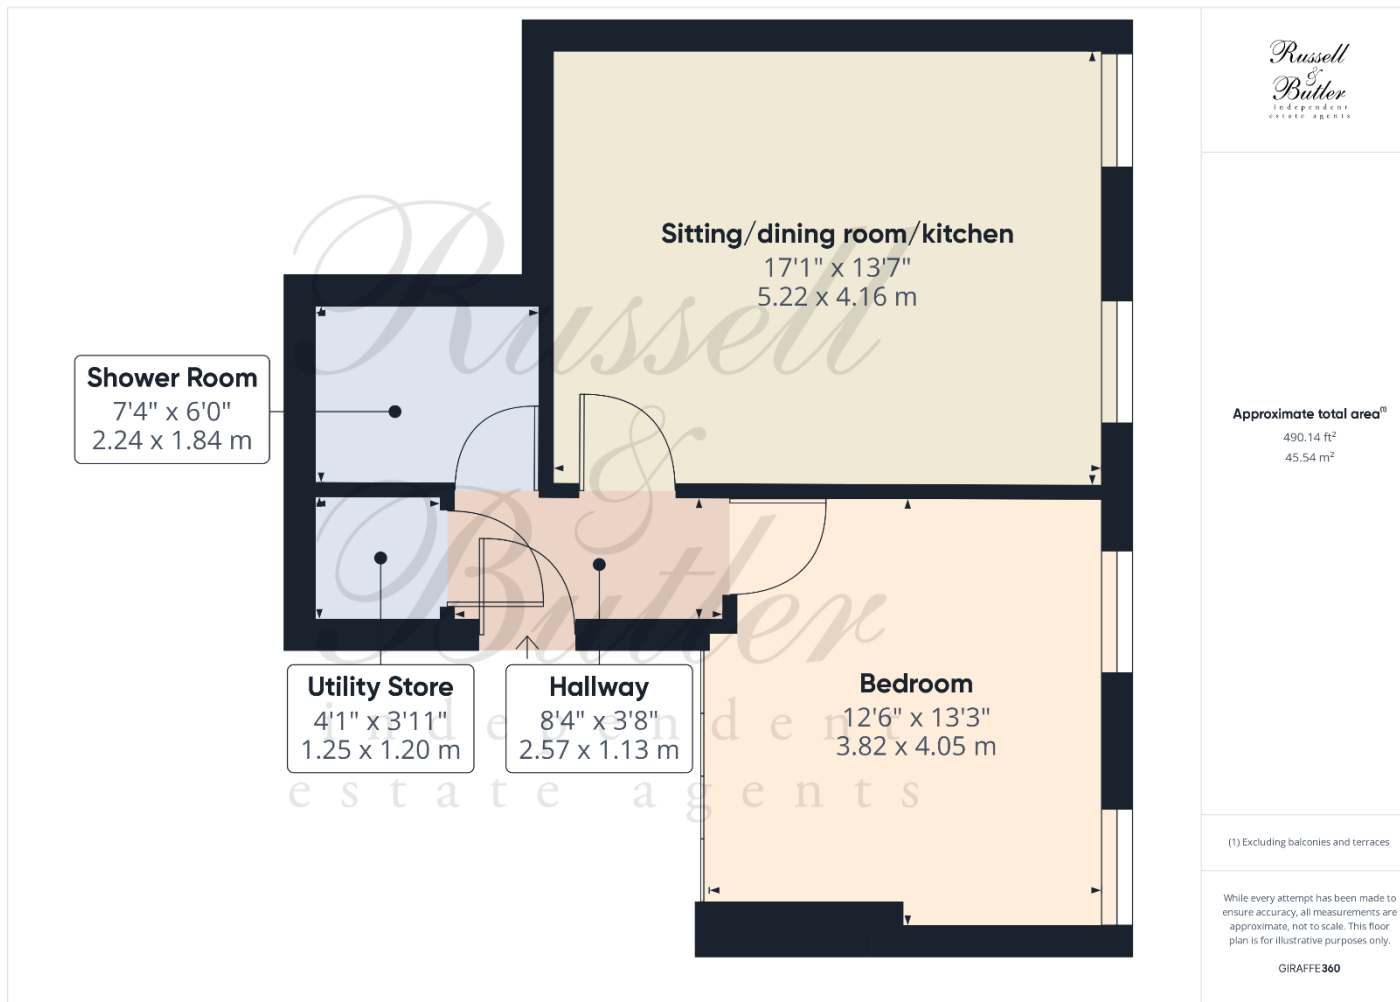 Russell
&
Butler
independent
estate agents
Sitting/dining room/kitchen
17'1" x 13'7"
5.22 x 4.16 m
Shower Room
7'4" x 6'0"
2.24 x 1.84 m
Utility Store
4'1" x 3'11"
1.25 x 1.20 m
Hallway
8'4" x 3'8"
2.57 x 1.13 m
Bedroom
12'6" x 13'3"
3.82 x 4.05 m
Russell
&
Butler
independent
estate agents
Approximate total area(1)
490.14 ft²
45.54 m²
(1) Excluding balconies and terraces
While every attempt has been made to
ensure accuracy, all measurements are
approximate, not to scale. This floor
plan is for illustrative purposes only.
GIRAFFE360